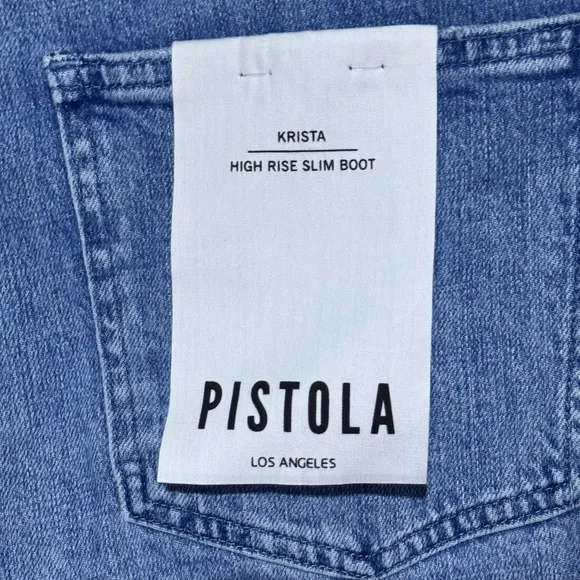 KRISTA
HIGH RISE SLIM BOOT
PISTOLA
LOS ANGELES